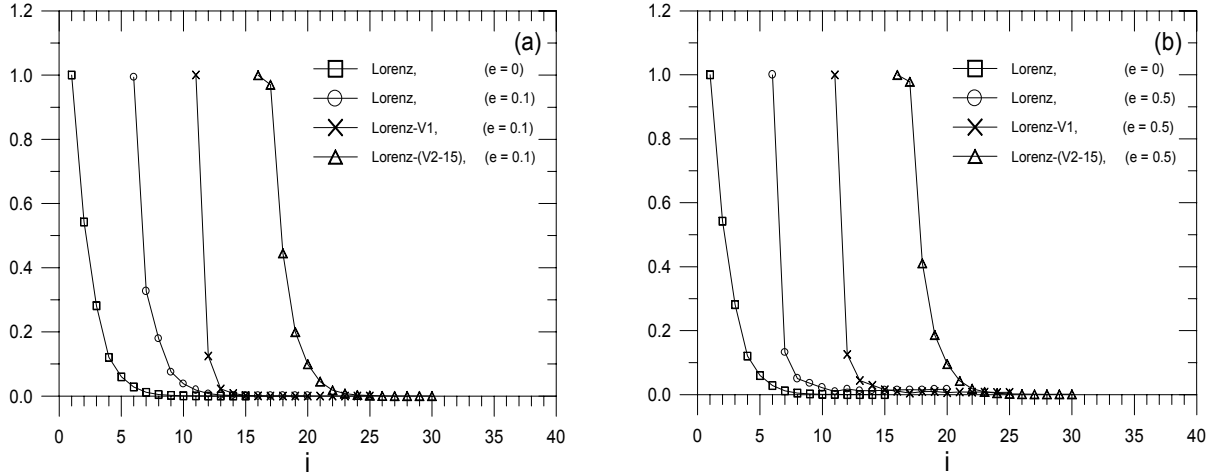 1.2
(a)
Lorenz, (e = 0)
1.0
Lorenz, (e = 0.1)
Lorenz-V1, (e = 0.1)
0.8
Lorenz-(V2-15), (e = 0.1)
0.6
0.4
0.2
0.0
0 5 10 15 20 25 30 35 40
i
1.2
(b)
Lorenz, (e = 0)
1.0
Lorenz, (e = 0.5)
Lorenz-V1, (e = 0.5)
0.8
Lorenz-(V2-15), (e = 0.5)
0.6
0.4
0.2
0.0
0 5 10 15 20 25 30 35 40
i